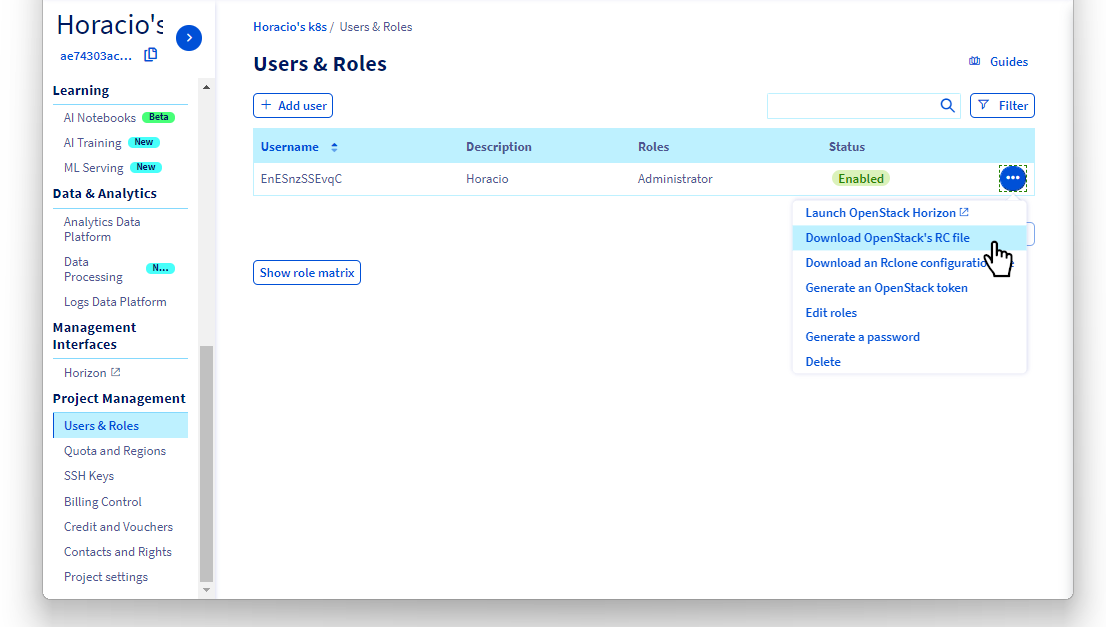 Horacio's
ae74303ac...
Learning
AI Notebooks Beta
AI Training New
ML Serving New
Data & Analytics
Analytics Data
Platform
Data
Processing N...
Logs Data Platform
Management
Interfaces
Horizon
Project Management
Users & Roles
Quota and Regions
SSH Keys
Billing Control
Credit and Vouchers
Contacts and Rights
Project settings
Horacio's k8s / Users & Roles
Users & Roles
Guides
+ Add user
Filter
Username Description Roles Status
EnESnzSSEvqC Horacio Administrator Enabled
Launch OpenStack Horizon
Download OpenStack's RC file
Download an Rclone configuratio
Generate an OpenStack token
Edit roles
Generate a password
Delete
Show role matrix